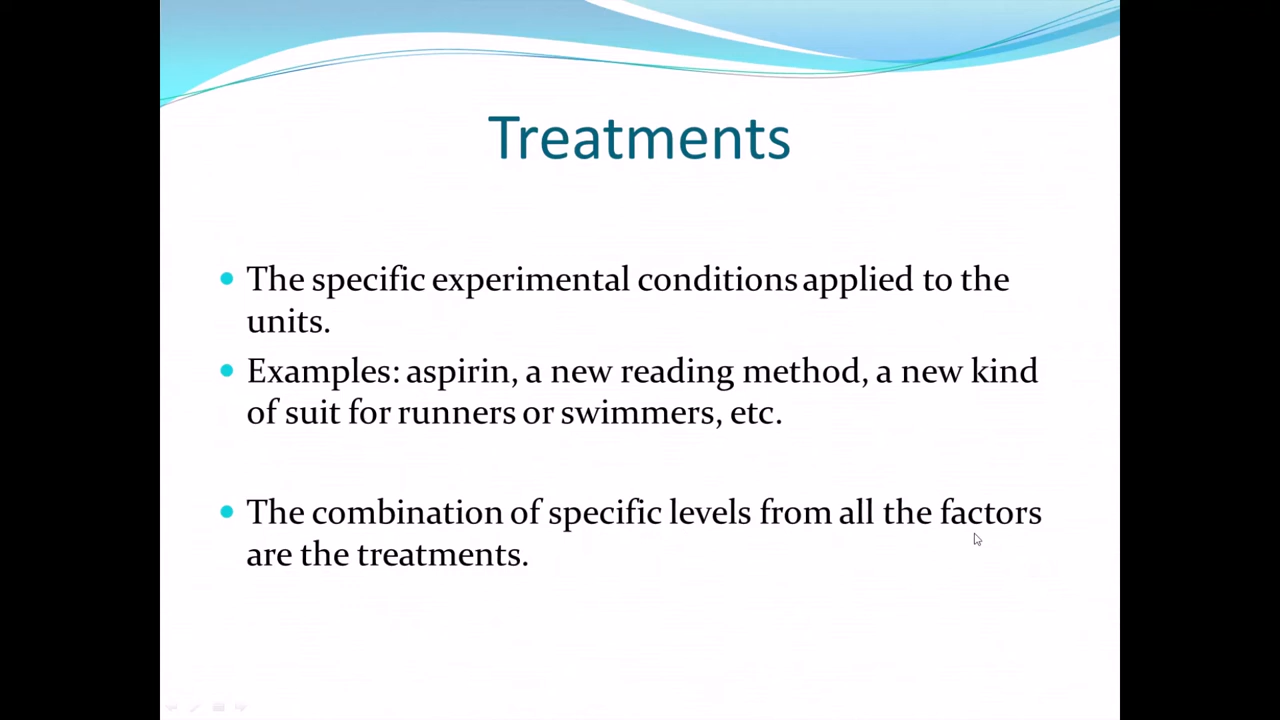 Treatments
The specific experimental conditions applied to the
units.
Examples: aspirin, a new reading method, a new kind
of suit for runners or swimmers, etc.
The combination of specific levels from all the factors
are the treatments.